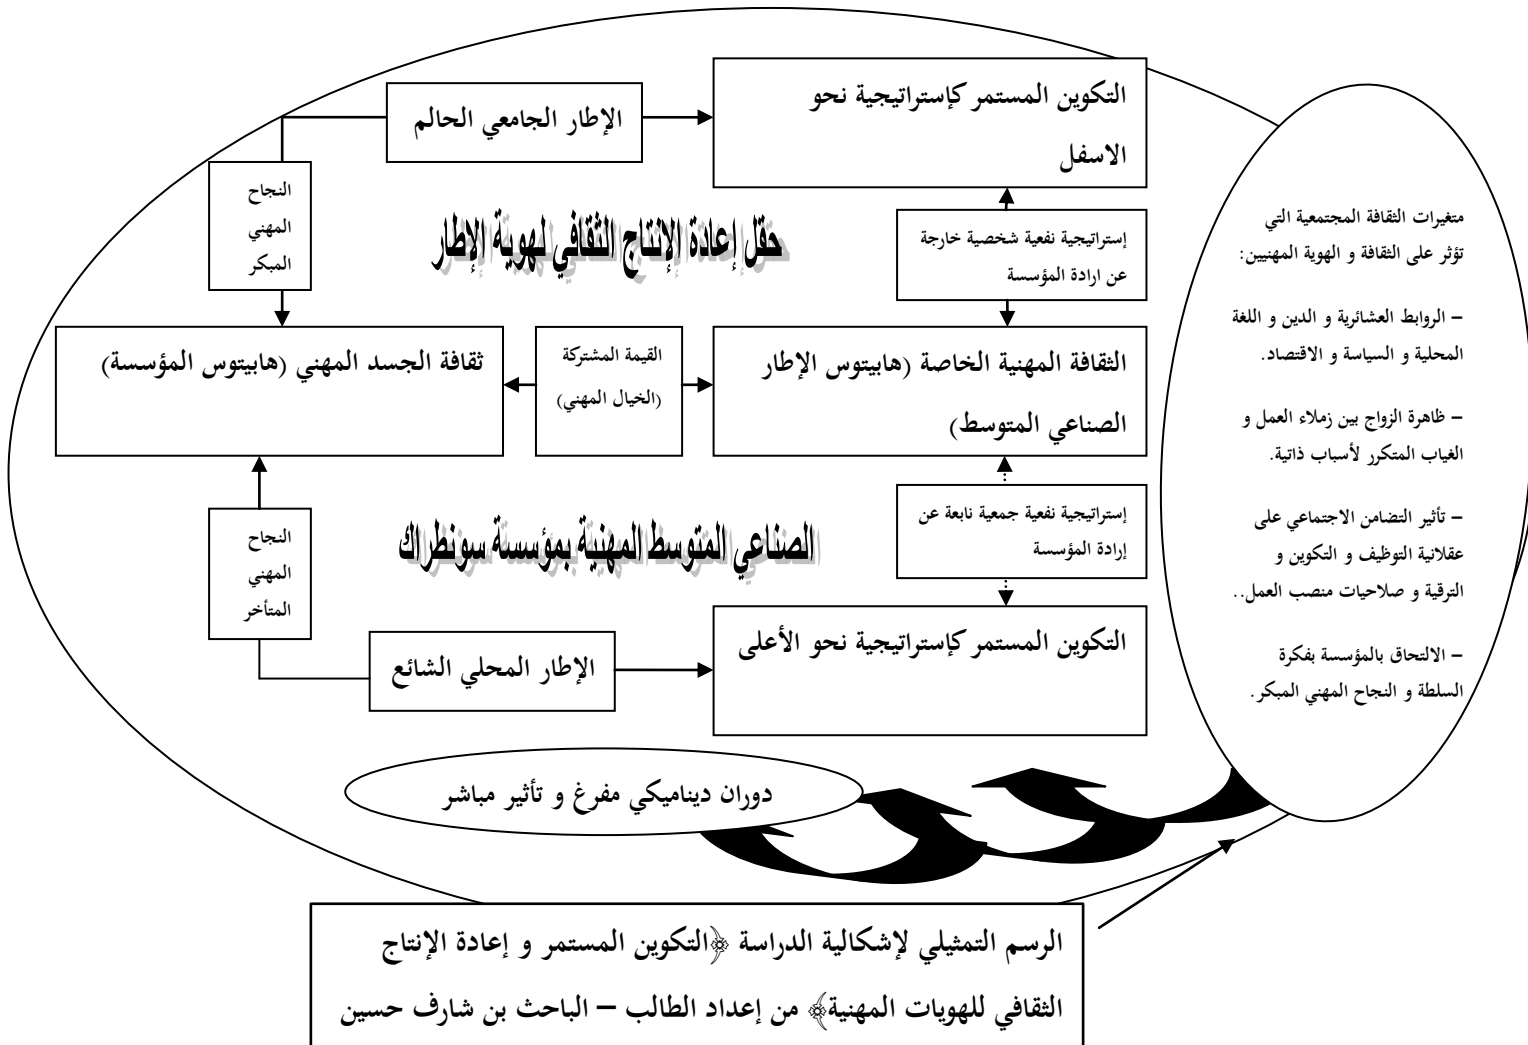 التكوين المستمر كإستراتيجية نحو
الاسفل
الإطار الجامعي الحالم
النجاح
المهني
المبكر
حقل إعادة الإنتاج الثقافي لهوية الإطار
إستراتيجية نفعية شخصية خارجة
عن ارادة المؤسسة
متغيرات الثقافة المجتمعية التي
تؤثر على الثقافة و الهوية المهنيين:
– الروابط العشائرية و الدين و اللغة
المحلية و السياسة و الاقتصاد.
– ظاهرة الزواج بين زملاء العمل و
الغياب المتكرر لأسباب ذاتية.
– تأثير التضامن الاجتماعي على
عقلانية التوظيف و التكوين و
الترقية و صلاحيات منصب العمل..
– الالتحاق بالمؤسسة بفكرة
السلطة و النجاح المهني المبكر.
الثقافة المهنية الخاصة (هابيتوس الإطار
الصناعي المتوسط)
القيمة المشتركة
(الخيال المهني)
ثقافة الجسد المهني (هابيتوس المؤسسة)
إستراتيجية نفعية جمعية نابعة عن
إرادة المؤسسة
الصناعي المتوسط المهنية بمؤسسة سونطراك
النجاح
المهني
المتأخر
التكوين المستمر كإستراتيجية نحو الأعلى
الإطار المحلي الشائع
دوران ديناميكي مفرغ و تأثير مباشر
الرسم التمثيلي لإشكالية الدراسة ﴿التكوين المستمر و إعادة الإنتاج
الثقافي للهويات المهنية﴾ من إعداد الطالب – الباحث بن شارف حسين